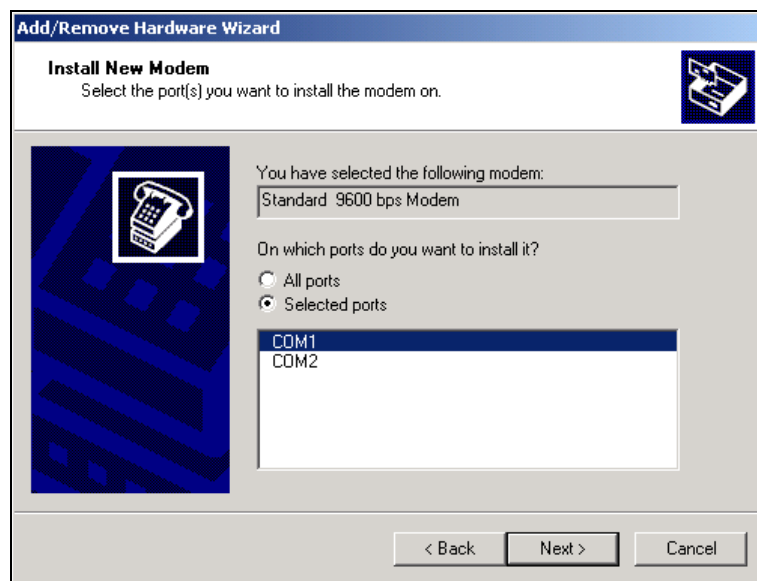 Add/Remove Hardware Wizard
Install New Modem
Select the port(s) you want to install the modem on.
You have selected the following modem:
Standard 9600 bps Modem
On which ports do you want to install it?
All ports
Selected ports
COM1
COM2
< Back
Next >
Cancel